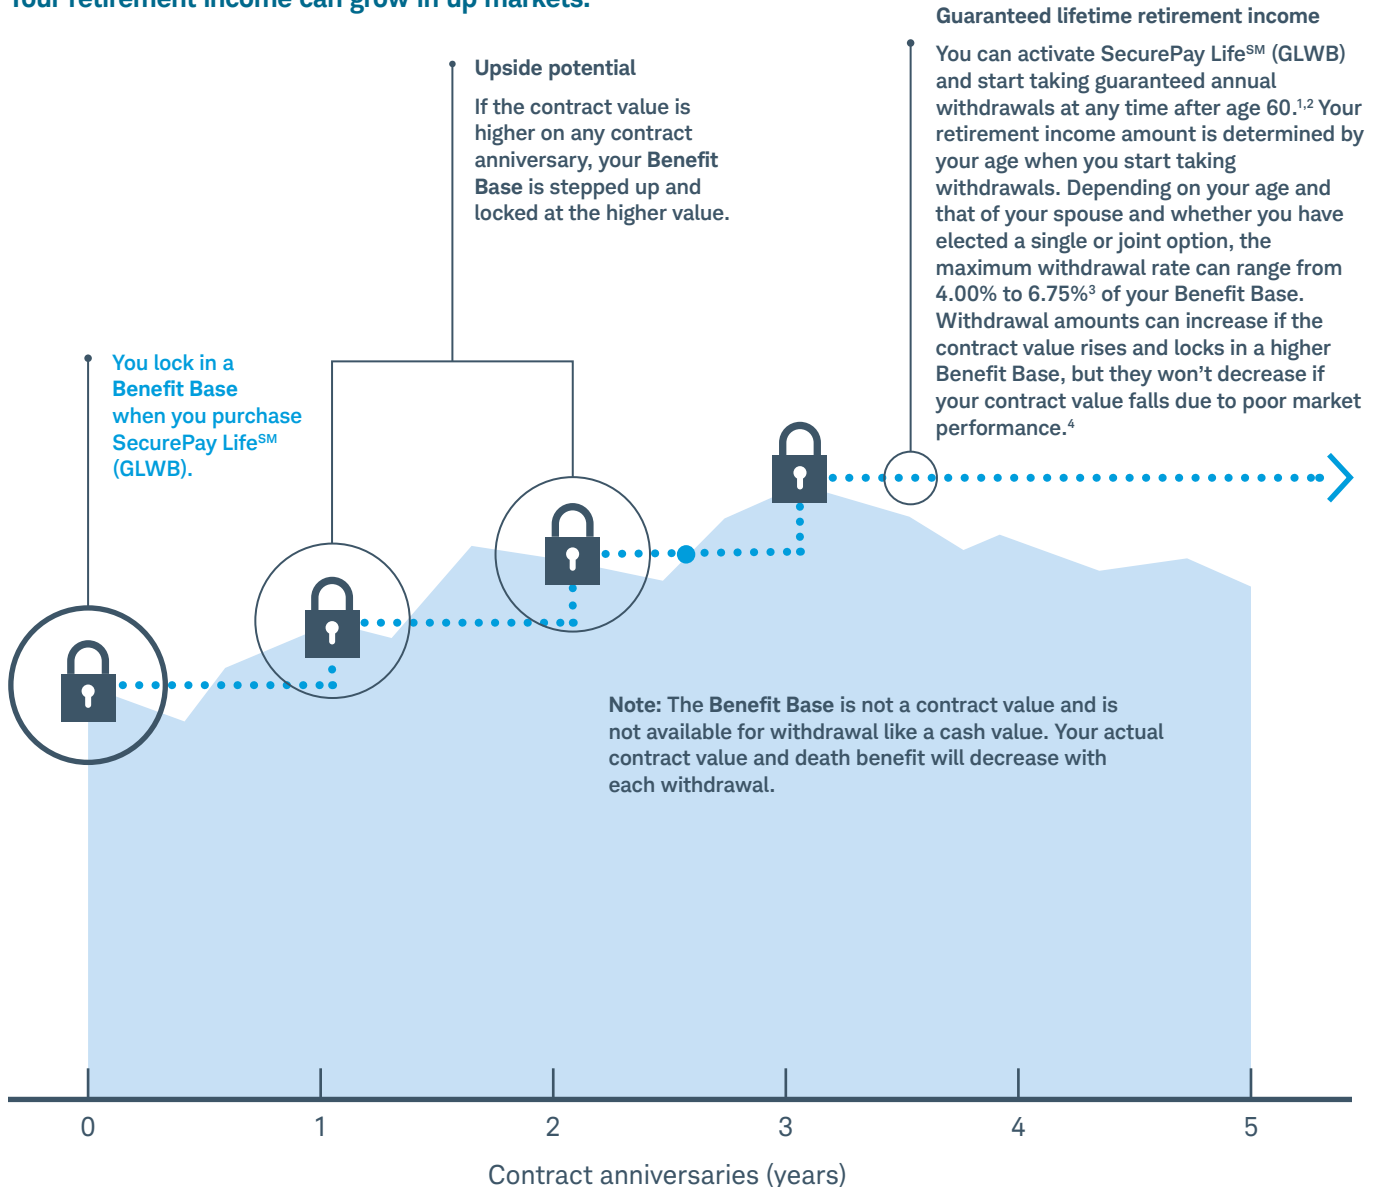 Your retirement income can grow in up markets.
Guaranteed lifetime retirement income
You can activate SecurePay Life℠ (GLWB)
and start taking guaranteed annual
withdrawals at any time after age 60.¹,² Your
retirement income amount is determined by
your age when you start taking
withdrawals. Depending on your age and
that of your spouse and whether you have
elected a single or joint option, the
maximum withdrawal rate can range from
4.00% to 6.75%³ of your Benefit Base.
Withdrawal amounts can increase if the
contract value rises and locks in a higher
Benefit Base, but they won’t decrease if
your contract value falls due to poor market
performance.⁴
Upside potential
If the contract value is
higher on any contract
anniversary, your Benefit
Base is stepped up and
locked at the higher value.
You lock in a
Benefit Base
when you purchase
SecurePay Life℠
(GLWB).
Note: The Benefit Base is not a contract value and is
not available for withdrawal like a cash value. Your actual
contract value and death benefit will decrease with
each withdrawal.
0 1 2 3 4 5
Contract anniversaries (years)